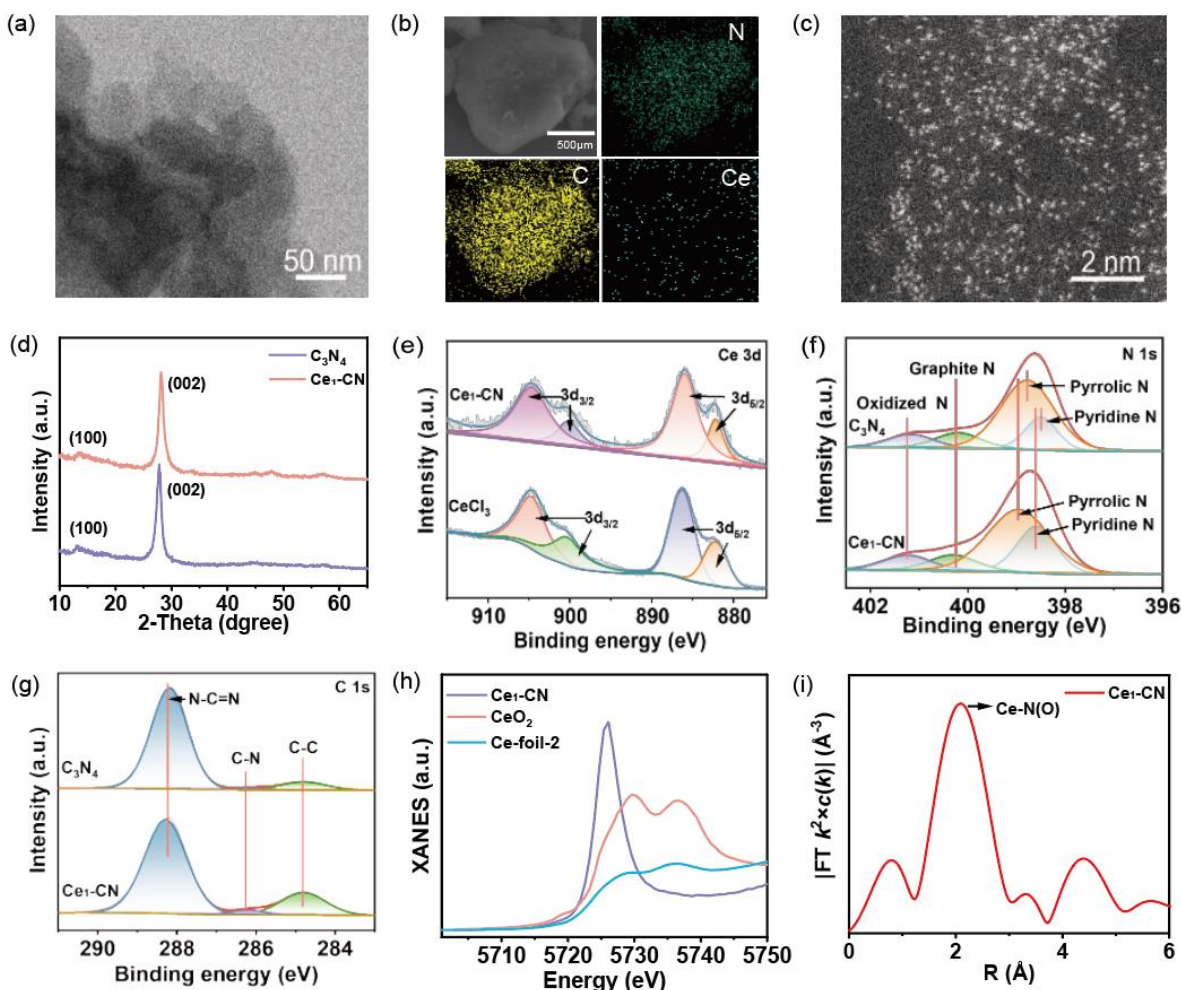 (a)
50 nm
(b)
N
500μm
C
Ce
(c)
2 nm
(d)
Intensity (a.u.)
C₃N₄
Ce₁-CN
(002)
(100)
(002)
(100)
10 20 30 40 50 60
2-Theta (dgree)
(e)
Intensity (a.u.)
Ce 3d
Ce₁-CN
3d₃/₂
3d₅/₂
CeCl₃
3d₃/₂
3d₅/₂
910 900 890 880
Binding energy (eV)
(f)
Intensity (a.u.)
N 1s
Graphite N
Pyrrolic N
Oxidized N
Pyridine N
C₃N₄
Pyrrolic N
Pyridine N
Ce₁-CN
402 400 398 396
Binding energy (eV)
(g)
Intensity (a.u.)
C 1s
N-C=N
C-N
C-C
C₃N₄
Ce₁-CN
290 288 286 284
Binding energy (eV)
(h)
XANES (a.u.)
Ce₁-CN
CeO₂
Ce-foil-2
5710 5720 5730 5740 5750
Energy (eV)
(i)
|FT k²×c(k)| (Å⁻³)
Ce₁-CN
Ce-N(O)
0 2 4 6
R (Å)